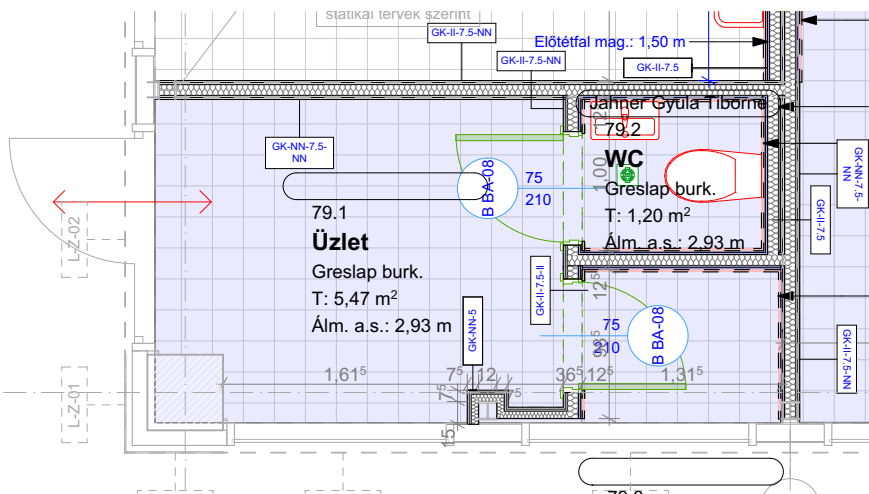 statikai tervek szerint
GK-II-7.5-NN
Előtétfal mag.: 1,50 m
GK-II-7.5-NN
GK-II-7.5
Jahner Gyula Tiborné
79.2
WC
Greslap burk.
T: 1,20 m²
Álm. a.s.: 2,93 m
GK-NN-7.5-
NN
GK-NN-7.5-
NN
GK-II-7.5
B BA-08
75
210
100
79.1
Üzlet
Greslap burk.
T: 5,47 m²
Álm. a.s.: 2,93 m
L-Z-02
GK-II-7.5-II
12⁵
GK-NN-5
75
210
B BA-08
GK-II-7.5-NN
1,61⁵
7⁵
12
36⁵
12⁵
1,31⁵
7⁵
15
L-Z-01